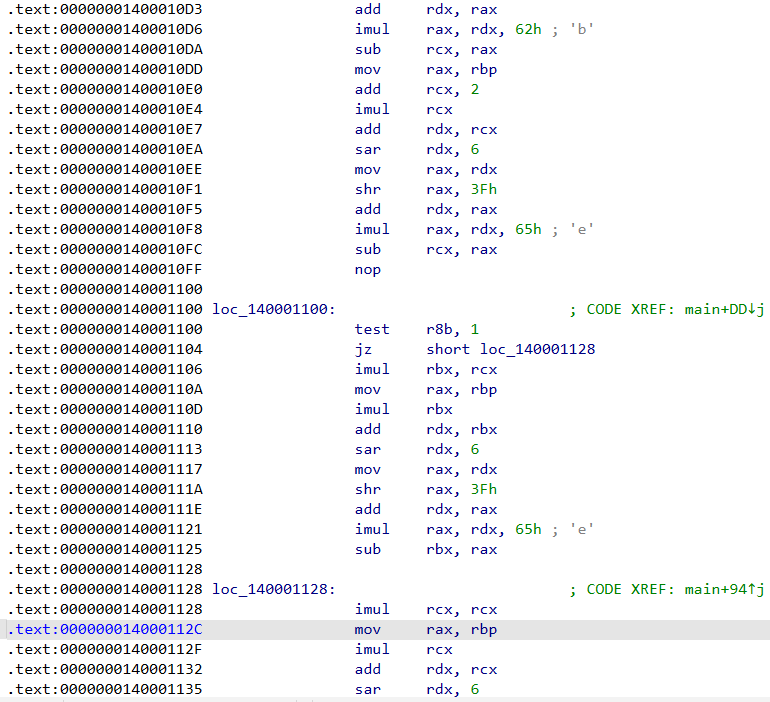 .text:00000001400010D3 add rdx, rax
.text:00000001400010D6 imul rax, rdx, 62h ; 'b'
.text:00000001400010DA sub rcx, rax
.text:00000001400010DD mov rax, rbp
.text:00000001400010E0 add rcx, 2
.text:00000001400010E4 imul rcx
.text:00000001400010E7 add rdx, rcx
.text:00000001400010EA sar rdx, 6
.text:00000001400010EE mov rax, rdx
.text:00000001400010F1 shr rax, 3Fh
.text:00000001400010F5 add rdx, rax
.text:00000001400010F8 imul rax, rdx, 65h ; 'e'
.text:00000001400010FC sub rcx, rax
.text:00000001400010FF nop
.text:0000000140001100
.text:0000000140001100 loc_140001100: ; CODE XREF: main+DD↓j
.text:0000000140001100 test r8b, 1
.text:0000000140001104 jz short loc_140001128
.text:0000000140001106 imul rbx, rcx
.text:000000014000110A mov rax, rbp
.text:000000014000110D imul rbx
.text:0000000140001110 add rdx, rbx
.text:0000000140001113 sar rdx, 6
.text:0000000140001117 mov rax, rdx
.text:000000014000111A shr rax, 3Fh
.text:000000014000111E add rdx, rax
.text:0000000140001121 imul rax, rdx, 65h ; 'e'
.text:0000000140001125 sub rbx, rax
.text:0000000140001128
.text:0000000140001128 loc_140001128: ; CODE XREF: main+94↑j
.text:0000000140001128 imul rcx, rcx
.text:000000014000112C mov rax, rbp
.text:000000014000112F imul rcx
.text:0000000140001132 add rdx, rcx
.text:0000000140001135 sar rdx, 6